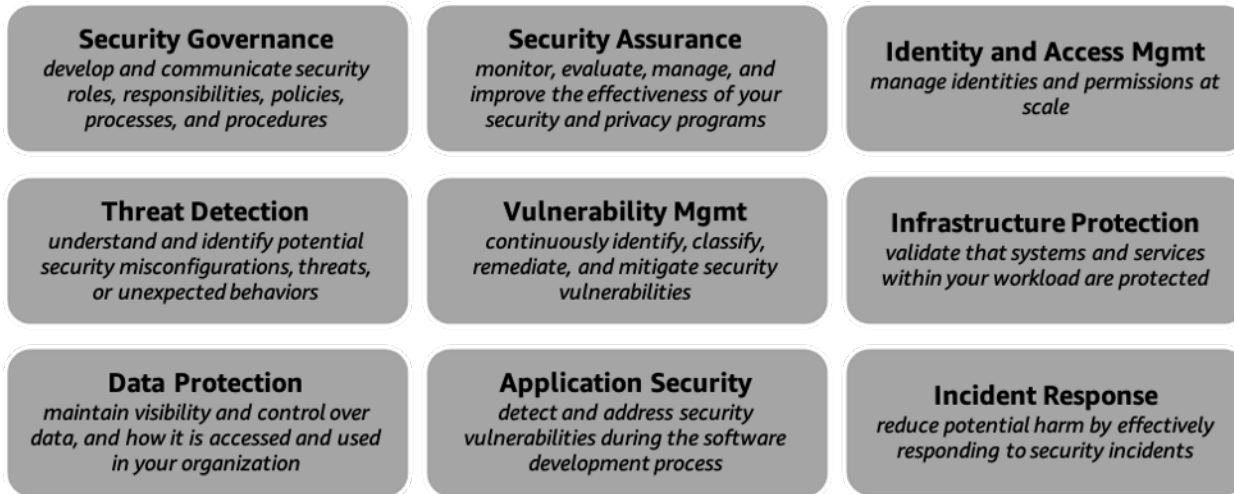 Security Governance
develop and communicate security
roles, responsibilities, policies,
processes, and procedures
Security Assurance
monitor, evaluate, manage, and
improve the effectiveness of your
security and privacy programs
Identity and Access Mgmt
manage identities and permissions at
scale
Threat Detection
understand and identify potential
security misconfigurations, threats,
or unexpected behaviors
Vulnerability Mgmt
continuously identify, classify,
remediate, and mitigate security
vulnerabilities
Infrastructure Protection
validate that systems and services
within your workload are protected
Data Protection
maintain visibility and control over
data, and how it is accessed and used
in your organization
Application Security
detect and address security
vulnerabilities during the software
development process
Incident Response
reduce potential harm by effectively
responding to security incidents